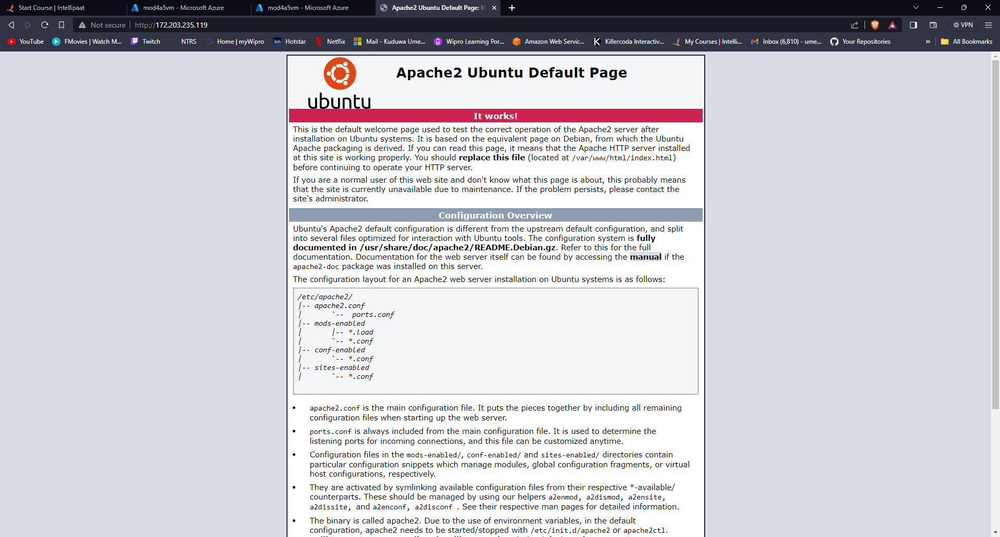 Start Course | Intellipaat
mod4a5vm - Microsoft Azure
mod4a5vm - Microsoft Azure
Apache2 Ubuntu Default Page: It
Not secure
http://172.203.235.119
VPN
YouTube
FMovies | Watch M...
Twitch
NTRS
Home | myWipro
Hotstar
Netflix
Mail - Kuduwa Ume...
Wipro Learning Por...
Amazon Web Servic...
Killercoda Interactiv...
My Courses | Intelli...
Inbox (6,810) - ume...
Your Repositories
»
All Bookmarks
ubuntu
Apache2 Ubuntu Default Page
It works!
This is the default welcome page used to test the correct operation of the Apache2 server after
installation on Ubuntu systems. It is based on the equivalent page on Debian, from which the Ubuntu
Apache packaging is derived. If you can read this page, it means that the Apache HTTP server installed
at this site is working properly. You should replace this file (located at /var/www/html/index.html)
before continuing to operate your HTTP server.
If you are a normal user of this web site and don't know what this page is about, this probably means
that the site is currently unavailable due to maintenance. If the problem persists, please contact the
site's administrator.
Configuration Overview
Ubuntu's Apache2 default configuration is different from the upstream default configuration, and split
into several files optimized for interaction with Ubuntu tools. The configuration system is fully
documented in /usr/share/doc/apache2/README.Debian.gz. Refer to this for the full
documentation. Documentation for the web server itself can be found by accessing the manual if the
apache2-doc package was installed on this server.
The configuration layout for an Apache2 web server installation on Ubuntu systems is as follows:
/etc/apache2/
|-- apache2.conf
|       `--  ports.conf
|-- mods-enabled
|       |-- *.load
|       `-- *.conf
|-- conf-enabled
|       `-- *.conf
|-- sites-enabled
|       `-- *.conf
• apache2.conf is the main configuration file. It puts the pieces together by including all remaining
configuration files when starting up the web server.
• ports.conf is always included from the main configuration file. It is used to determine the
listening ports for incoming connections, and this file can be customized anytime.
• Configuration files in the mods-enabled/, conf-enabled/ and sites-enabled/ directories contain
particular configuration snippets which manage modules, global configuration fragments, or virtual
host configurations, respectively.
• They are activated by symlinking available configuration files from their respective *-available/
counterparts. These should be managed by using our helpers a2enmod, a2dismod, a2ensite,
a2dissite, and a2enconf, a2disconf . See their respective man pages for detailed information.
• The binary is called apache2. Due to the use of environment variables, in the default
configuration, apache2 needs to be started/stopped with /etc/init.d/apache2 or apache2ctl.